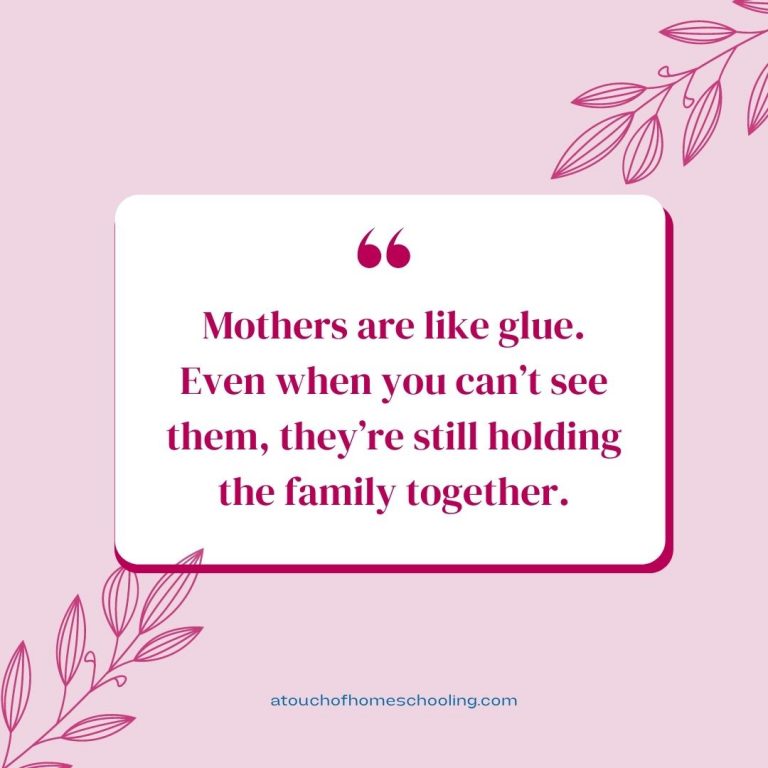 ❝
Mothers are like glue.
Even when you can’t see
them, they’re still holding
the family together.
atouchofhomeschooling.com